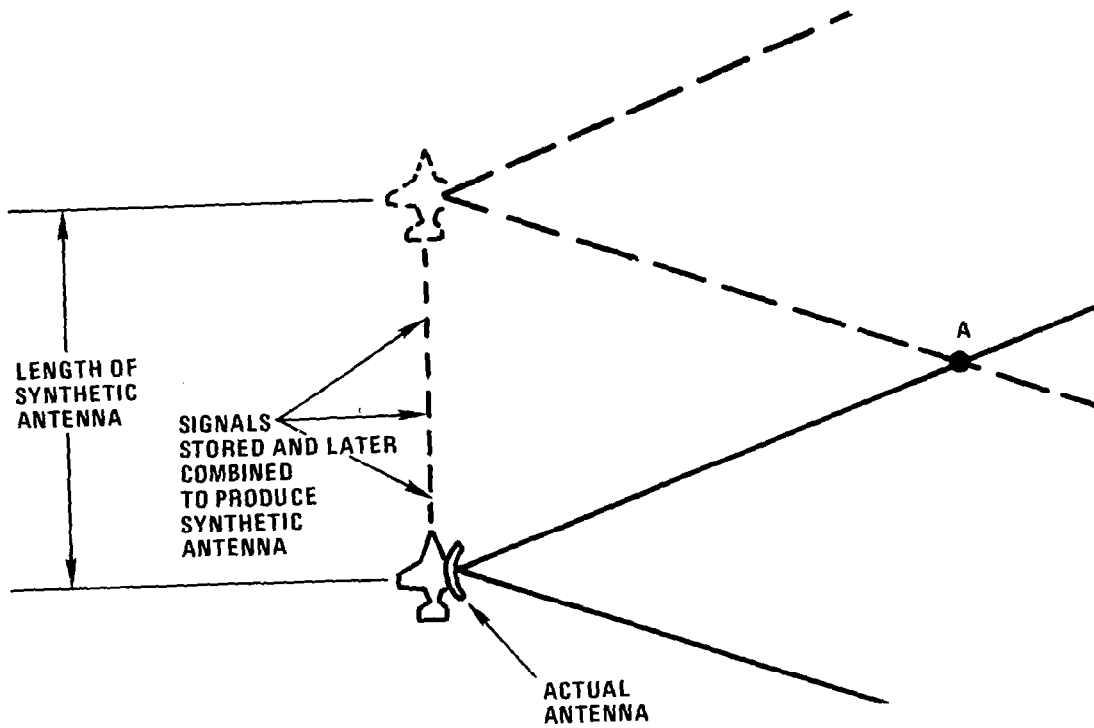 A
LENGTH OF
SYNTHETIC
ANTENNA
SIGNALS
STORED AND LATER
COMBINED
TO PRODUCE
SYNTHETIC
ANTENNA
ACTUAL
ANTENNA